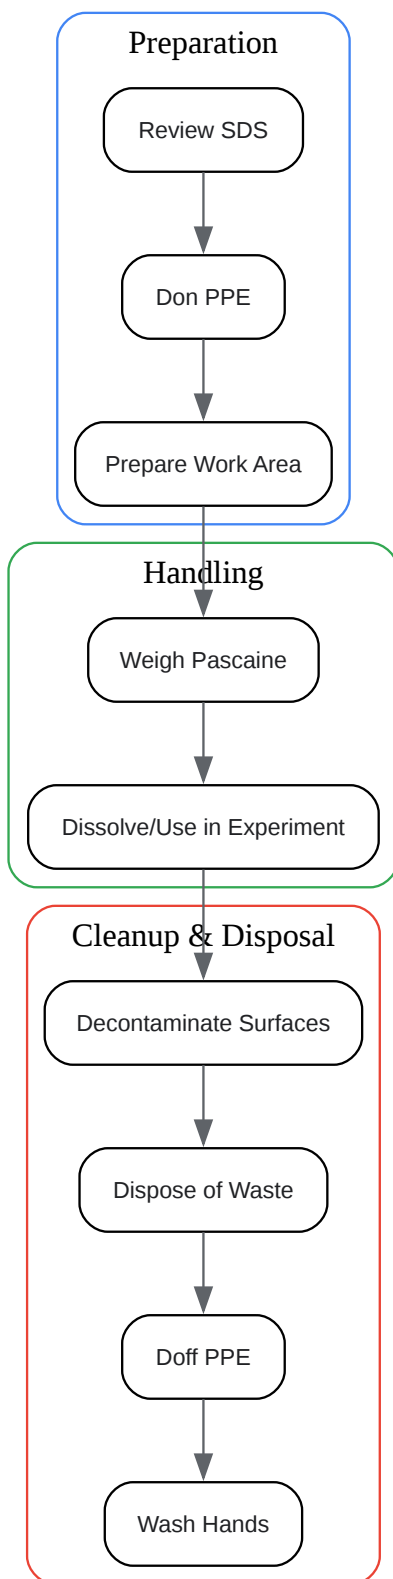 Preparation
Review SDS
Don PPE
Prepare Work Area
Handling
Weigh Pascaine
Dissolve/Use in Experiment
Cleanup & Disposal
Decontaminate Surfaces
Dispose of Waste
Doff PPE
Wash Hands